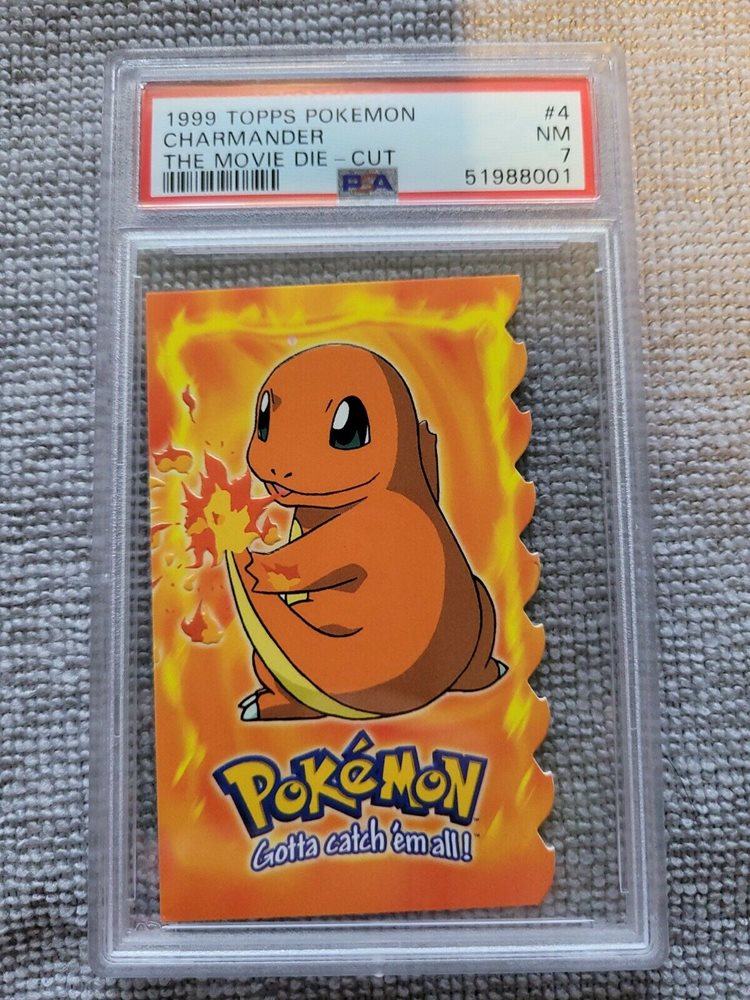 1999 TOPPS POKEMON #4
CHARMANDER NM
THE MOVIE DIE-CUT 7
PSA 51988001
POKéMON
Gotta catch 'em all!